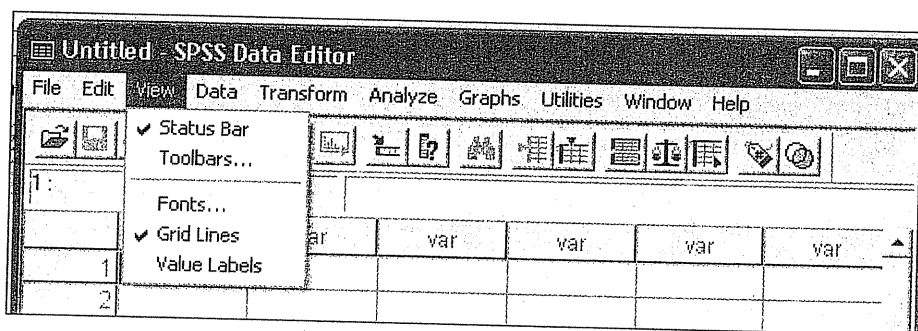 Untitled - SPSS Data Editor
File Edit View Data Transform Analyze Graphs Utilities Window Help
✔ Status Bar
Toolbars...
1 :
Fonts...
✔ Grid Lines
Value Labels
ar var var var var
1
2